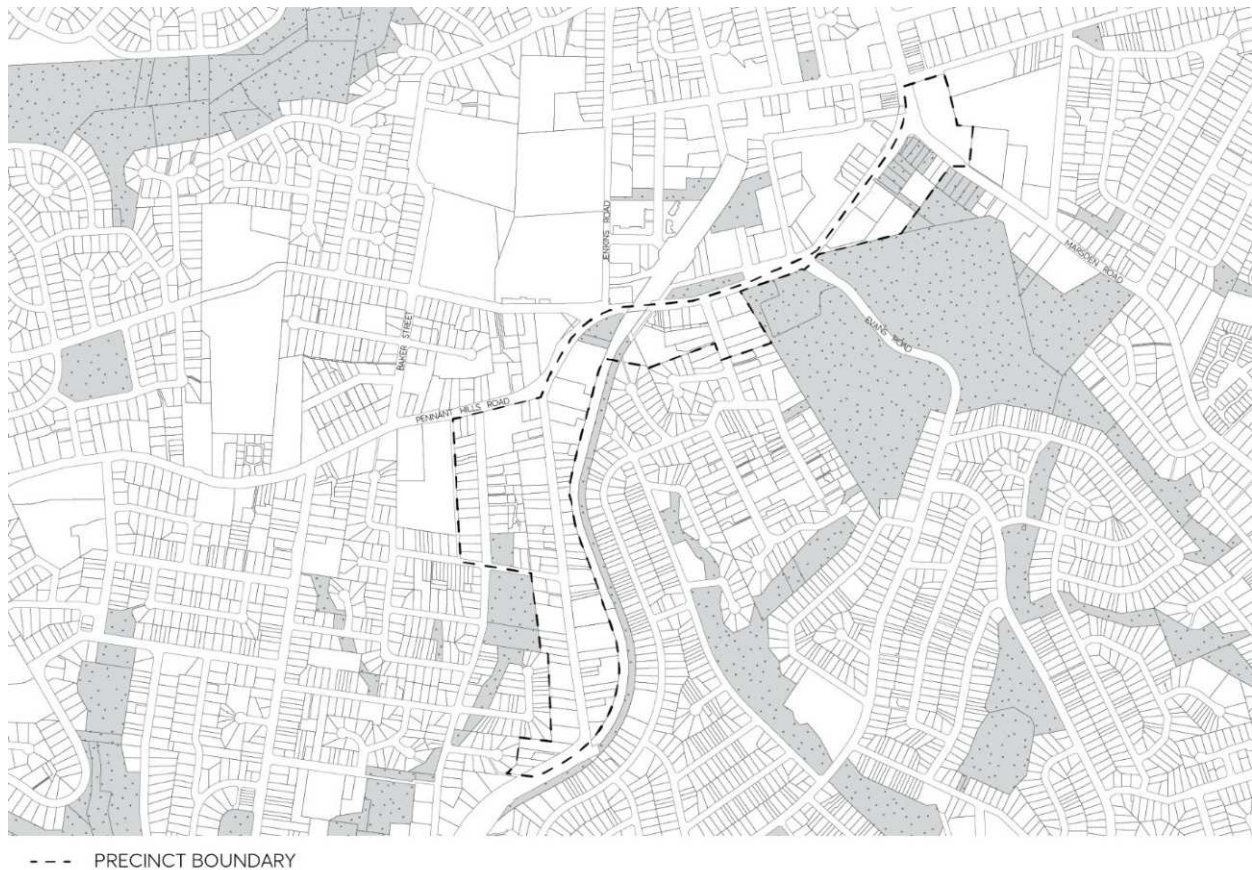 JENKINS ROAD
MARSDEN ROAD
EVANS ROAD
BAKER STREET
PENNANT HILLS ROAD
PRECINCT BOUNDARY